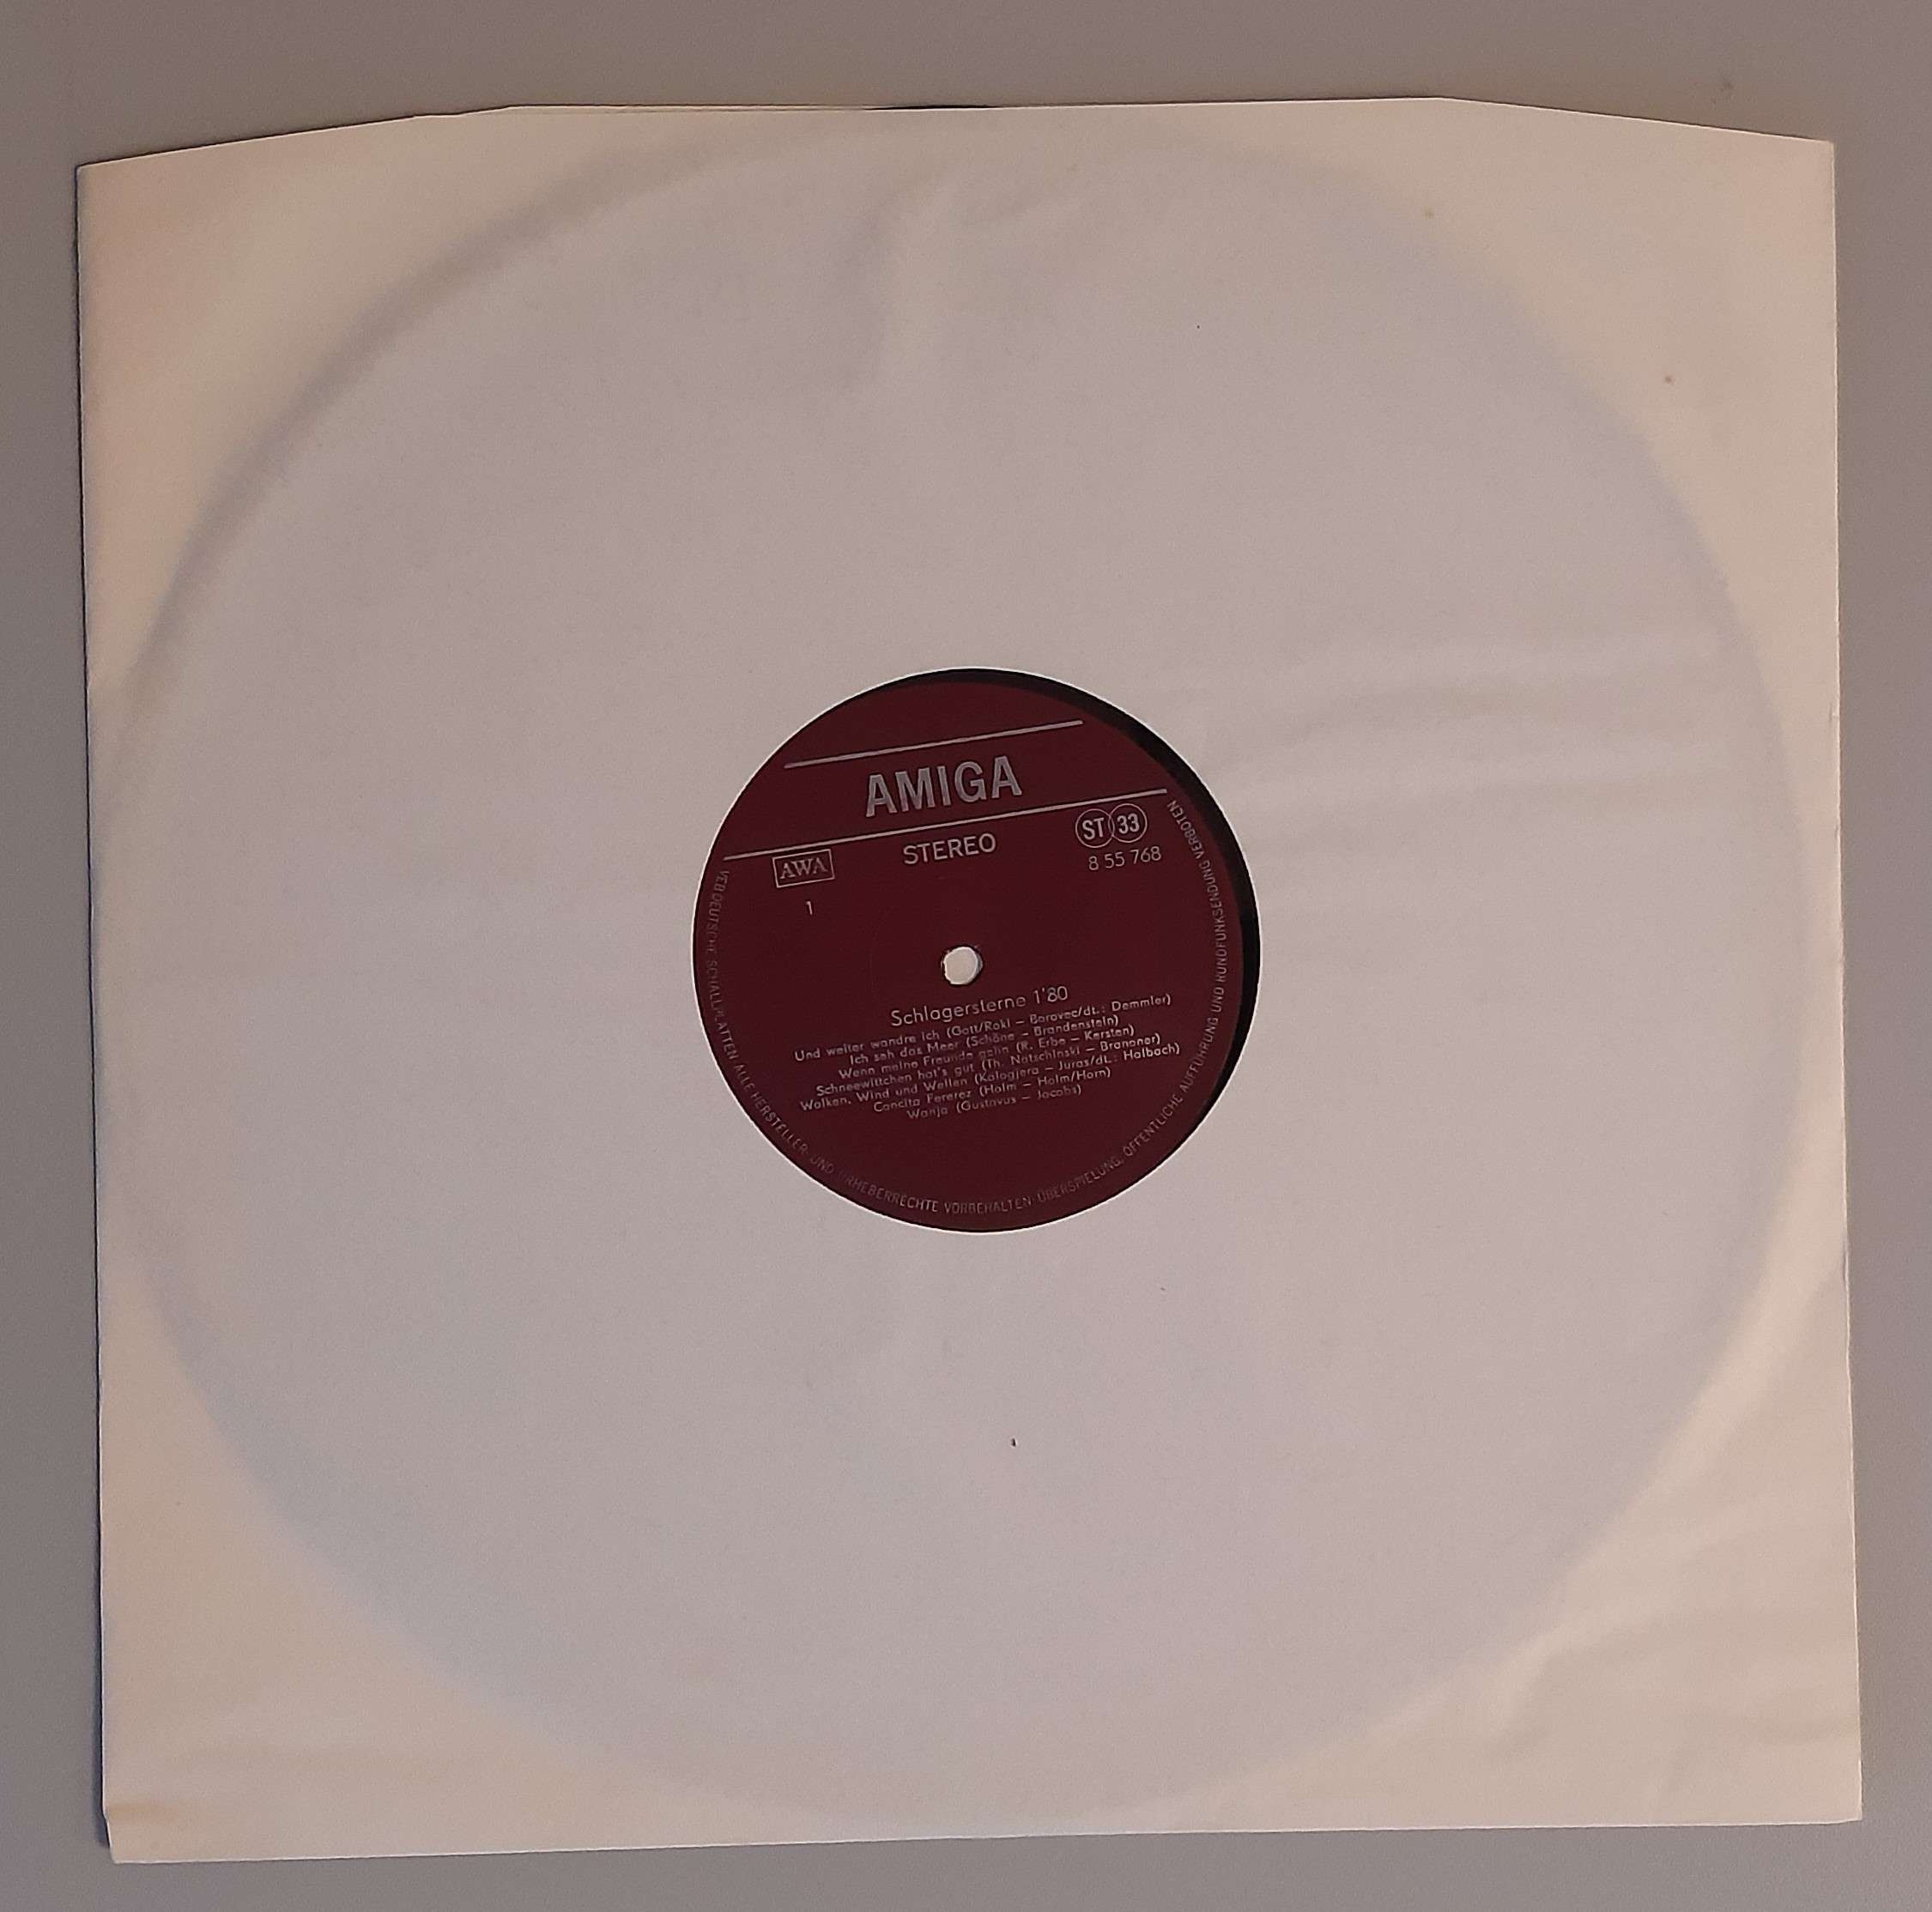 AMIGA
STEREO
ST 33
8 55 768
AWA
1
Schlagersterne 1'80
Und weiter wandre ich (Gott/Rokl – Borovec/dt.: Demmler)
Ich seh das Meer (Schöne – Brandenstein)
Wenn meine Freunde gehn (R. Erbe – Kersten)
Schneewittchen hat's gut (Th. Natschinski – Branoner)
Wolken, Wind und Wellen (Kalogjera – Juras/dt.: Halbach)
Concita Fererez (Holm – Holm/Horn)
Wanja (Gustavus – Jacobs)
VEB DEUTSCHE SCHALLPLATTEN ALLE HERSTELLER- UND URHEBERRECHTE VORBEHALTEN · ÜBERSPIELUNG, ÖFFENTLICHE AUFFÜHRUNG UND RUNDFUNKSENDUNG VERBOTEN